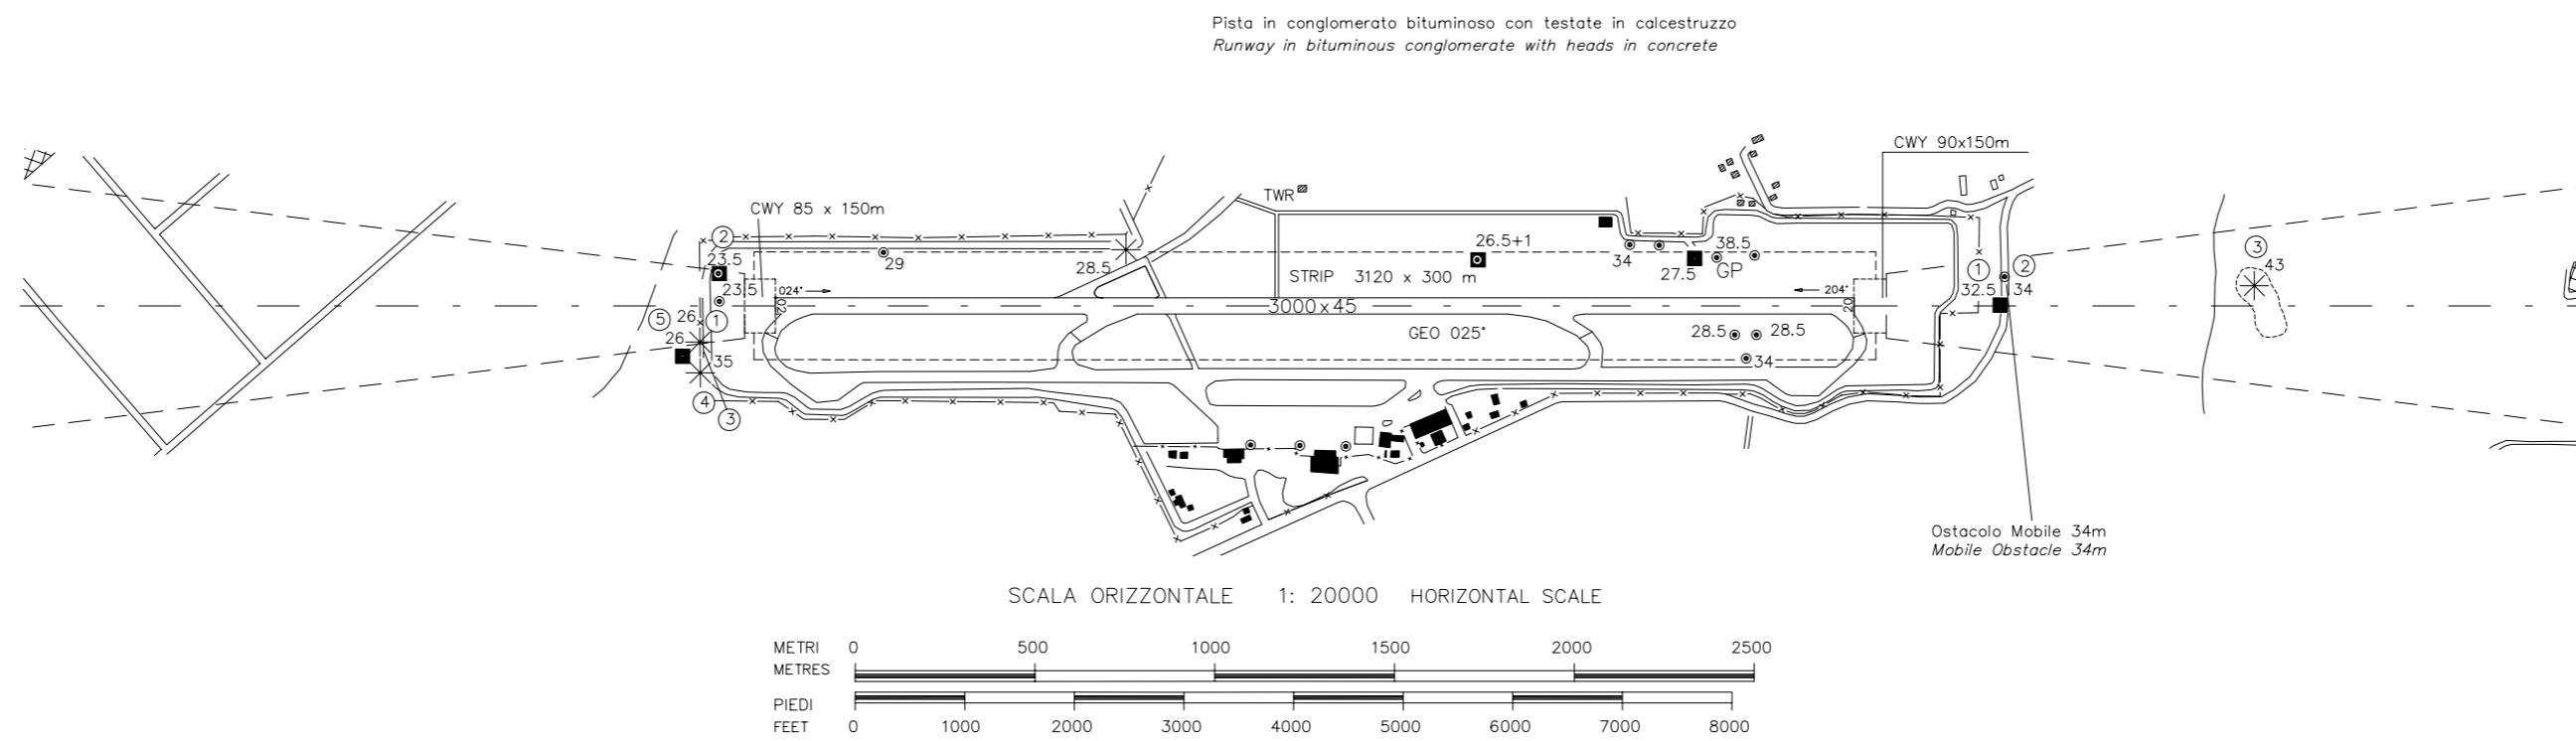 Pista in conglomerato bituminoso con testate in calcestruzzo
Runway in bituminous conglomerate with heads in concrete
CWY 90x150m
TWR
CWY 85 x 150m
2
23.5
29
28.5
26.5+1
34
38.5
27.5
GP
STRIP 3120 x 300 m
1
2
32.5
34
3
43
23.5
024°
02
3000x45
204°
20
5
26
1
26
35
GEO 025°
28.5
28.5
34
4
3
Ostacolo Mobile 34m
Mobile Obstacle 34m
SCALA ORIZZONTALE 1: 20000 HORIZONTAL SCALE
METRI 0 500 1000 1500 2000 2500
METRES
PIEDI
FEET 0 1000 2000 3000 4000 5000 6000 7000 8000